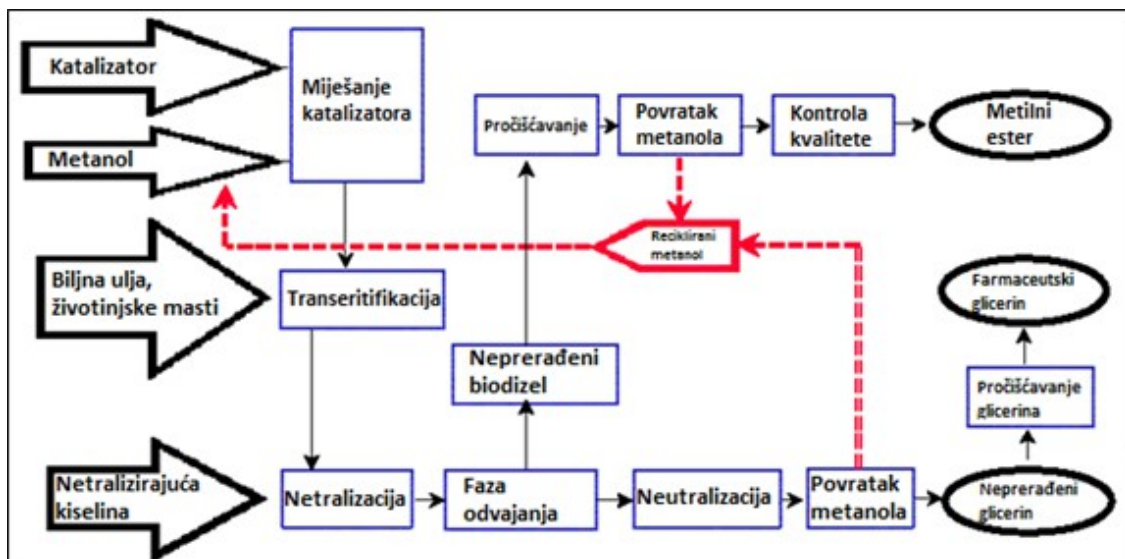 Katalizator
Miješanje
katalizatora
Metanol
Pročišćavanje
Povratak
metanola
Kontrola
kvalitete
Metilni
ester
Reciklirani
metanol
Biljna ulja,
životinjske masti
Transeritifikacija
Farmaceutski
glicerin
Neprerađeni
biodizel
Pročišćavanje
glicerina
Netralizirajuća
kiselina
Netralizacija
Faza
odvajanja
Neutralizacija
Povratak
metanola
Neprerađeni
glicerin